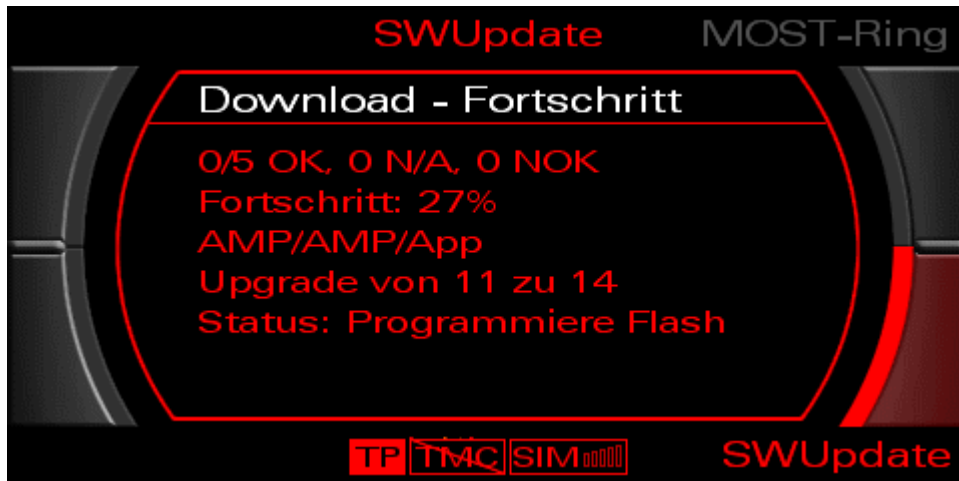 SWUpdate MOST-Ring
Download - Fortschritt
0/5 OK, 0 N/A, 0 NOK
Fortschritt: 27%
AMP/AMP/App
Upgrade von 11 zu 14
Status: Programmiere Flash
TP TMC SIM SWUpdate